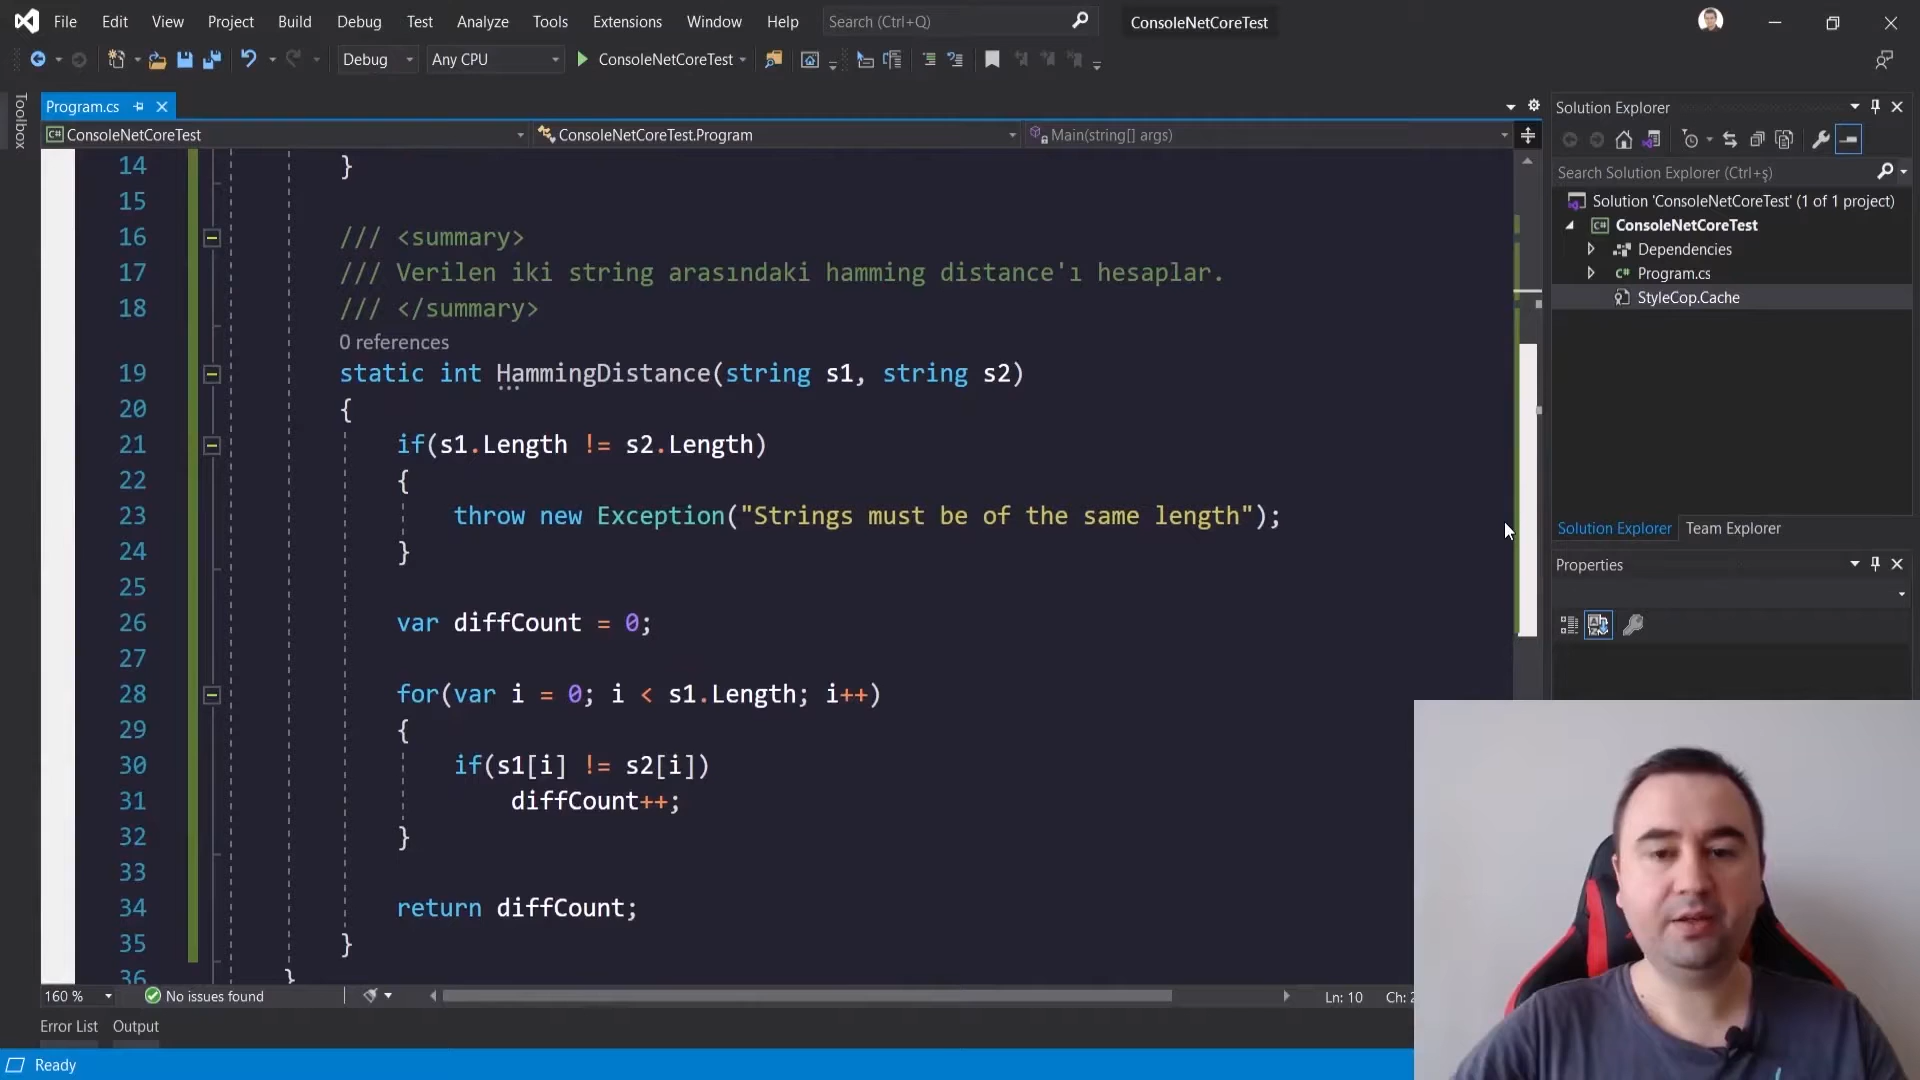 File Edit View Project Build Debug Test Analyze Tools Extensions Window Help Search (Ctrl+Q) ConsoleNetCoreTest
Debug Any CPU ConsoleNetCoreTest
Toolbox
Program.cs
ConsoleNetCoreTest ConsoleNetCoreTest.Program Main(string[] args)
14 }
15
16 /// <summary>
17 /// Verilen iki string arasındaki hamming distance'ı hesaplar.
18 /// </summary>
0 references
19 static int HammingDistance(string s1, string s2)
20 {
21 if(s1.Length != s2.Length)
22 {
23 throw new Exception("Strings must be of the same length");
24 }
25
26 var diffCount = 0;
27
28 for(var i = 0; i < s1.Length; i++)
29 {
30 if(s1[i] != s2[i])
31 diffCount++;
32 }
33
34 return diffCount;
35 }
36 }
160 % No issues found Ln: 10 Ch: 2
Error List Output
Ready
Solution Explorer
Search Solution Explorer (Ctrl+ş)
Solution 'ConsoleNetCoreTest' (1 of 1 project)
ConsoleNetCoreTest
Dependencies
C# Program.cs
StyleCop.Cache
Solution Explorer Team Explorer
Properties